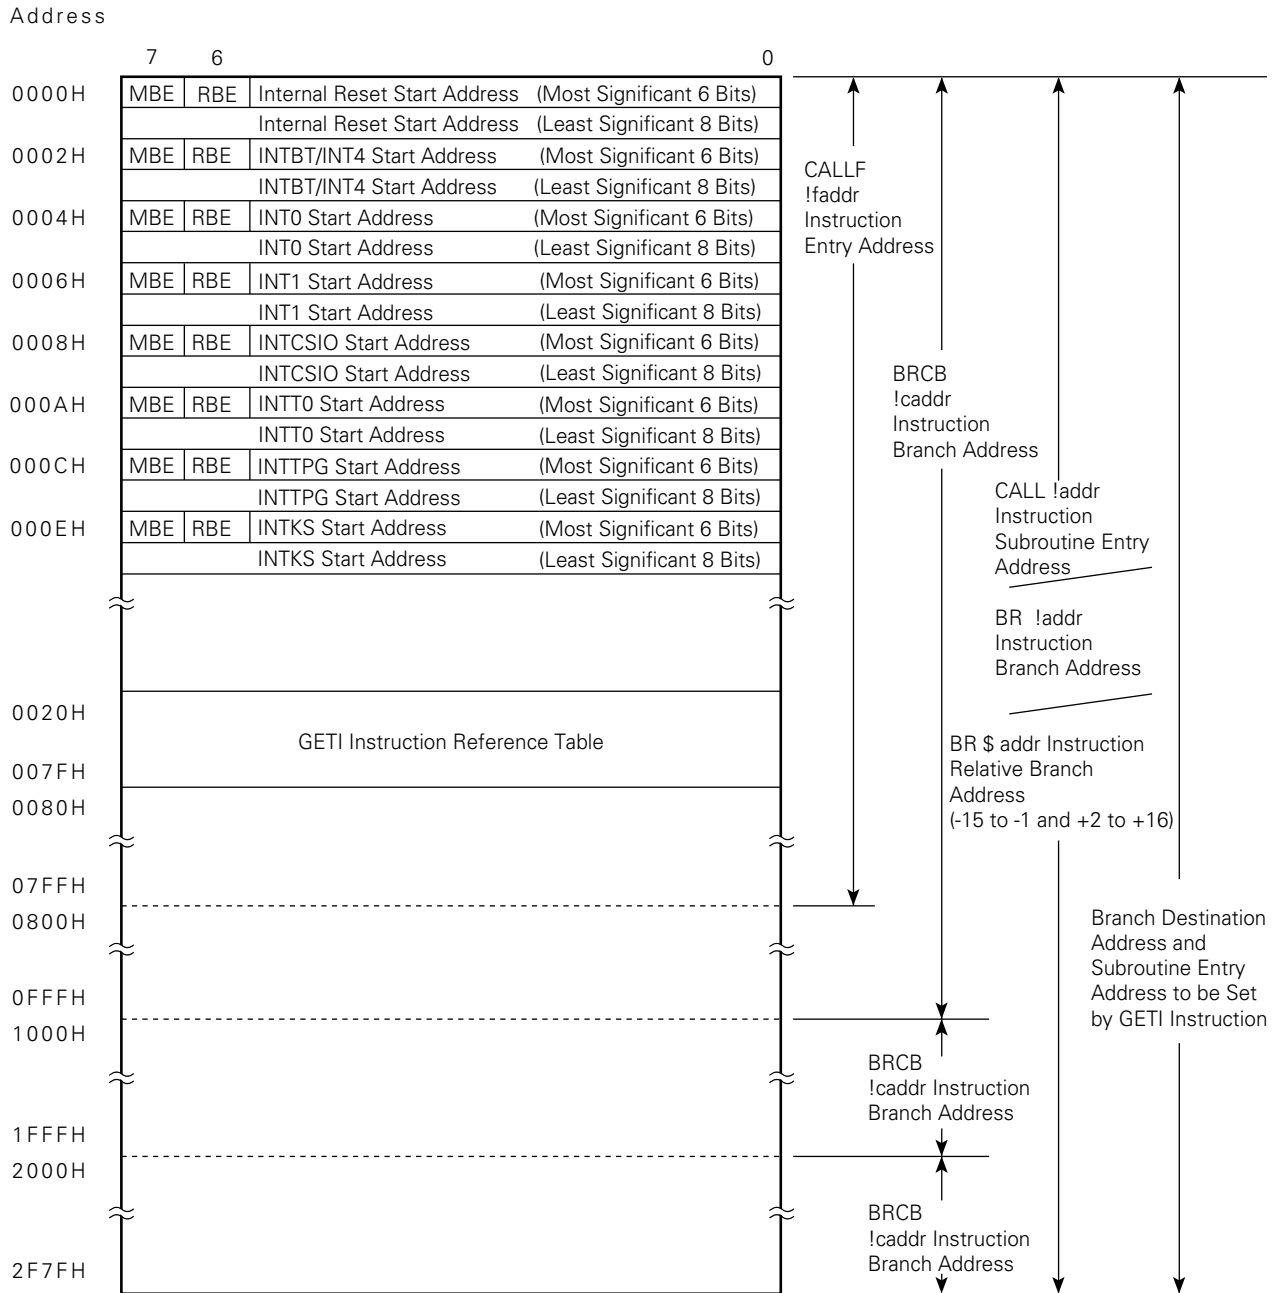 Address
7 6 0
0000H MBE RBE Internal Reset Start Address (Most Significant 6 Bits)
Internal Reset Start Address (Least Significant 8 Bits)
0002H MBE RBE INTBT/INT4 Start Address (Most Significant 6 Bits)
INTBT/INT4 Start Address (Least Significant 8 Bits)
0004H MBE RBE INT0 Start Address (Most Significant 6 Bits)
INT0 Start Address (Least Significant 8 Bits)
0006H MBE RBE INT1 Start Address (Most Significant 6 Bits)
INT1 Start Address (Least Significant 8 Bits)
0008H MBE RBE INTCSIO Start Address (Most Significant 6 Bits)
INTCSIO Start Address (Least Significant 8 Bits)
000AH MBE RBE INTT0 Start Address (Most Significant 6 Bits)
INTT0 Start Address (Least Significant 8 Bits)
000CH MBE RBE INTTPG Start Address (Most Significant 6 Bits)
INTTPG Start Address (Least Significant 8 Bits)
000EH MBE RBE INTKS Start Address (Most Significant 6 Bits)
INTKS Start Address (Least Significant 8 Bits)
0020H
GETI Instruction Reference Table
007FH
0080H
07FFH
0800H
0FFFH
1000H
1FFFH
2000H
2F7FH
CALLF
!faddr
Instruction
Entry Address
BRCB
!caddr
Instruction
Branch Address
CALL !addr
Instruction
Subroutine Entry
Address
BR !addr
Instruction
Branch Address
BR $ addr Instruction
Relative Branch
Address
(-15 to -1 and +2 to +16)
Branch Destination
Address and
Subroutine Entry
Address to be Set
by GETI Instruction
BRCB
!caddr Instruction
Branch Address
BRCB
!caddr Instruction
Branch Address